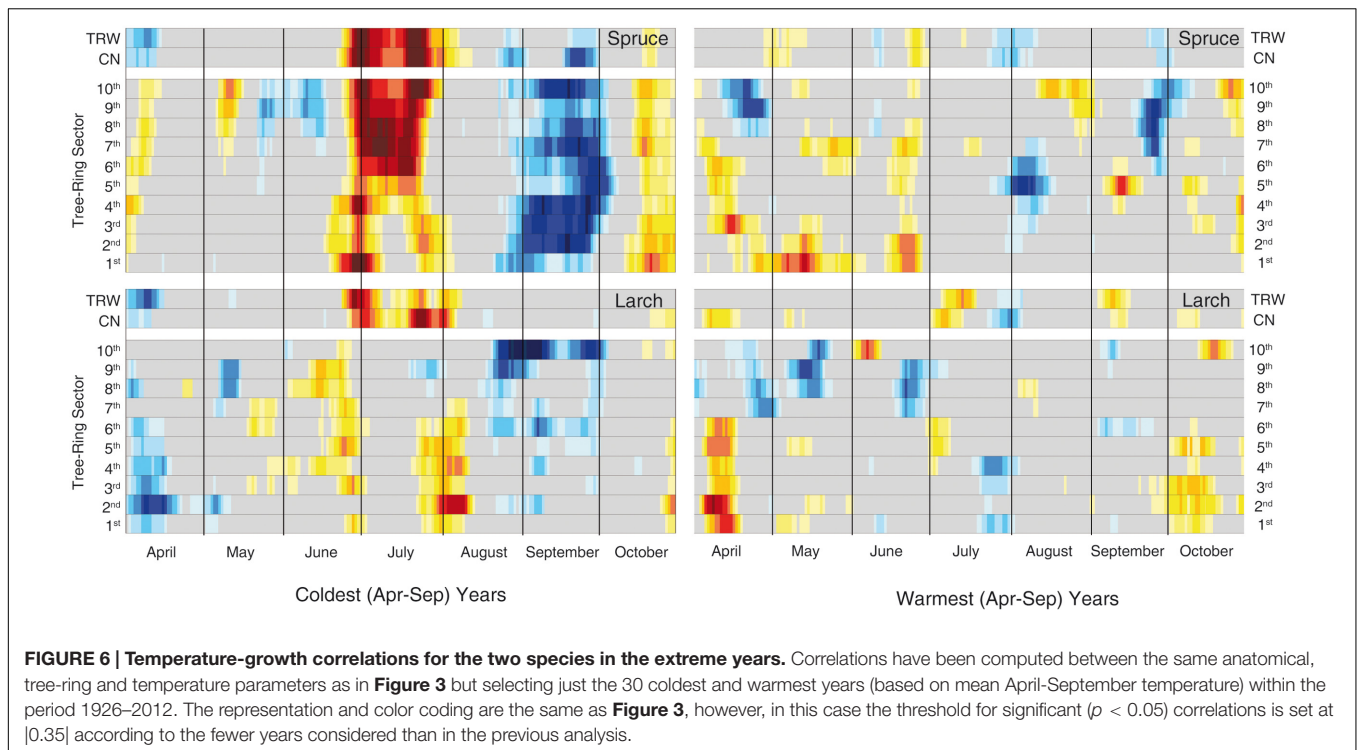 TRW Spruce Spruce TRW
CN CN
10th 10th
9th 9th
8th 8th
7th 7th
6th 6th
5th 5th
4th 4th
3rd 3rd
2nd 2nd
1st 1st
Tree-Ring Sector
TRW Larch Larch TRW
CN CN
10th 10th
9th 9th
8th 8th
7th 7th
6th 6th
5th 5th
4th 4th
3rd 3rd
2nd 2nd
1st 1st
Tree-Ring Sector
April May June July August September October April May June July August September October
Coldest (Apr-Sep) Years Warmest (Apr-Sep) Years
FIGURE 6 | Temperature-growth correlations for the two species in the extreme years. Correlations have been computed between the same anatomical,
tree-ring and temperature parameters as in Figure 3 but selecting just the 30 coldest and warmest years (based on mean April-September temperature) within the
period 1926–2012. The representation and color coding are the same as Figure 3, however, in this case the threshold for significant (p < 0.05) correlations is set at
|0.35| according to the fewer years considered than in the previous analysis.